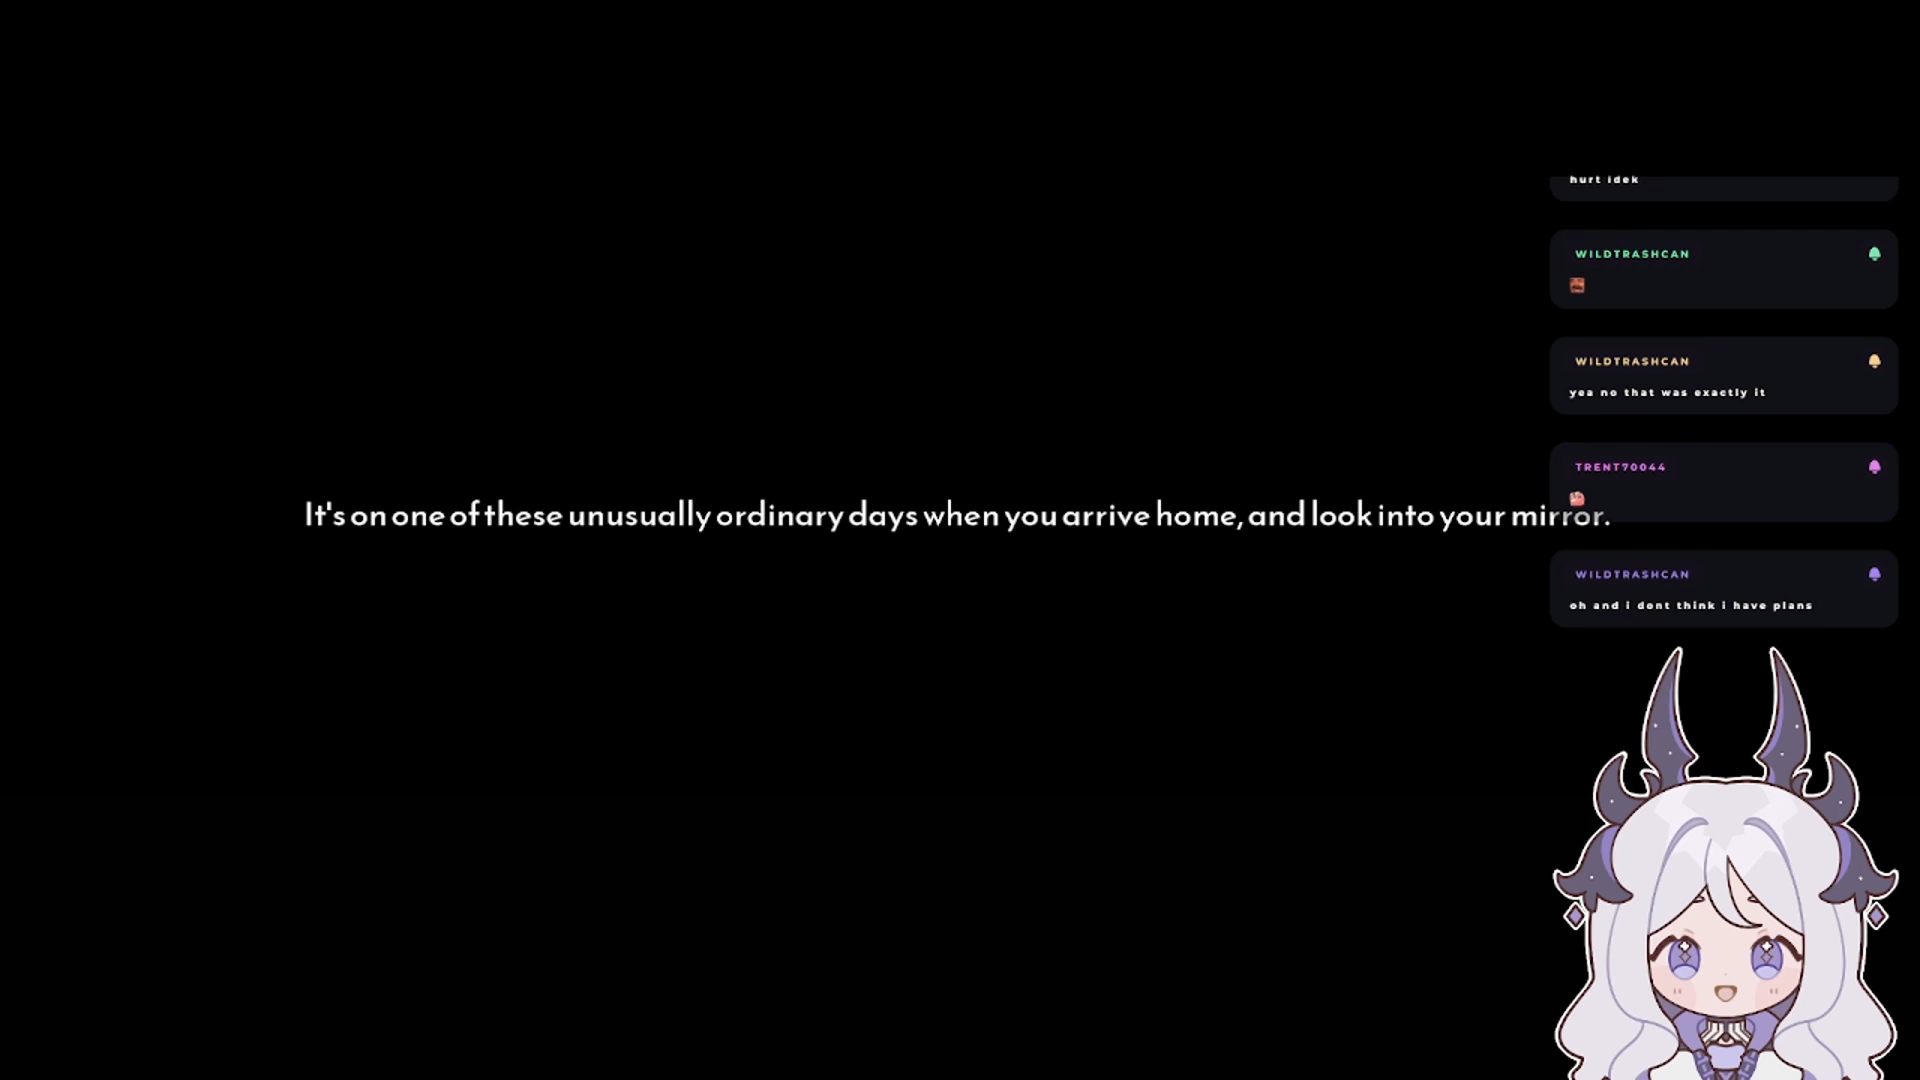 hurt idek
WILDTRASHCAN
WILDTRASHCAN
yea no that was exactly it
TRENT70044
It's on one of these unusually ordinary days when you arrive home, and look into your mirror.
WILDTRASHCAN
oh and i dont think i have plans